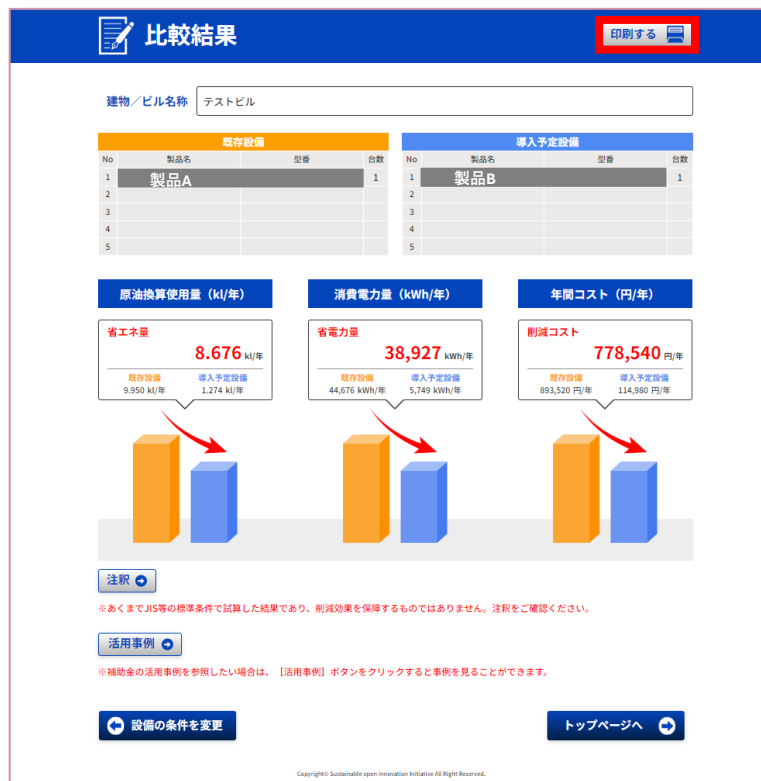 比較結果
印刷する
建物/ビル名称 テストビル
既存設備 導入予定設備
No 製品名 型番 台数 No 製品名 型番 台数
1 製品A 1 1 製品B 1
2 2
3 3
4 4
5 5
原油換算使用量(kl/年) 消費電力量(kWh/年) 年間コスト(円/年)
省エネ量 省電力量 削減コスト
8.676 kl/年 38,927 kWh/年 778,540 円/年
既存設備 導入予定設備 既存設備 導入予定設備 既存設備 導入予定設備
9.950 kl/年 1.274 kl/年 44,676 kWh/年 5,749 kWh/年 893,520 円/年 114,980 円/年
注釈
※あくまでJIS等の標準条件で試算した結果であり、削減効果を保障するものではありません。注釈をご確認ください。
活用事例
※補助金の活用事例を参照したい場合は、[活用事例]ボタンをクリックすると事例を見ることができます。
設備の条件を変更 トップページへ
Copyright© Sustainable open innovation Initiative All Right Reserved.